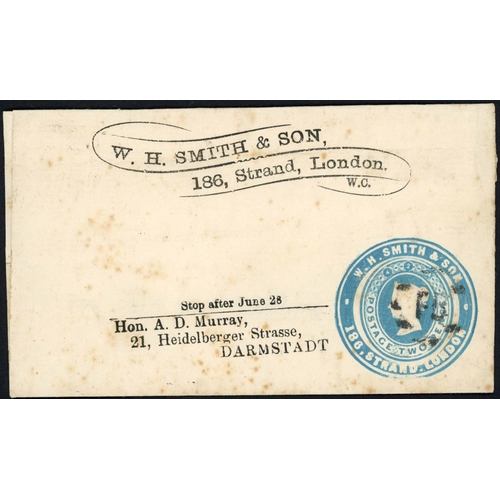 W. H. SMITH & SON,
186, Strand, London.
W.C.
W. H. SMITH & SON
POSTAGE TWO
186, STRAND, LONDON
Stop after June 28
Hon. A. D. Murray,
21, Heidelberger Strasse,
DARMSTADT